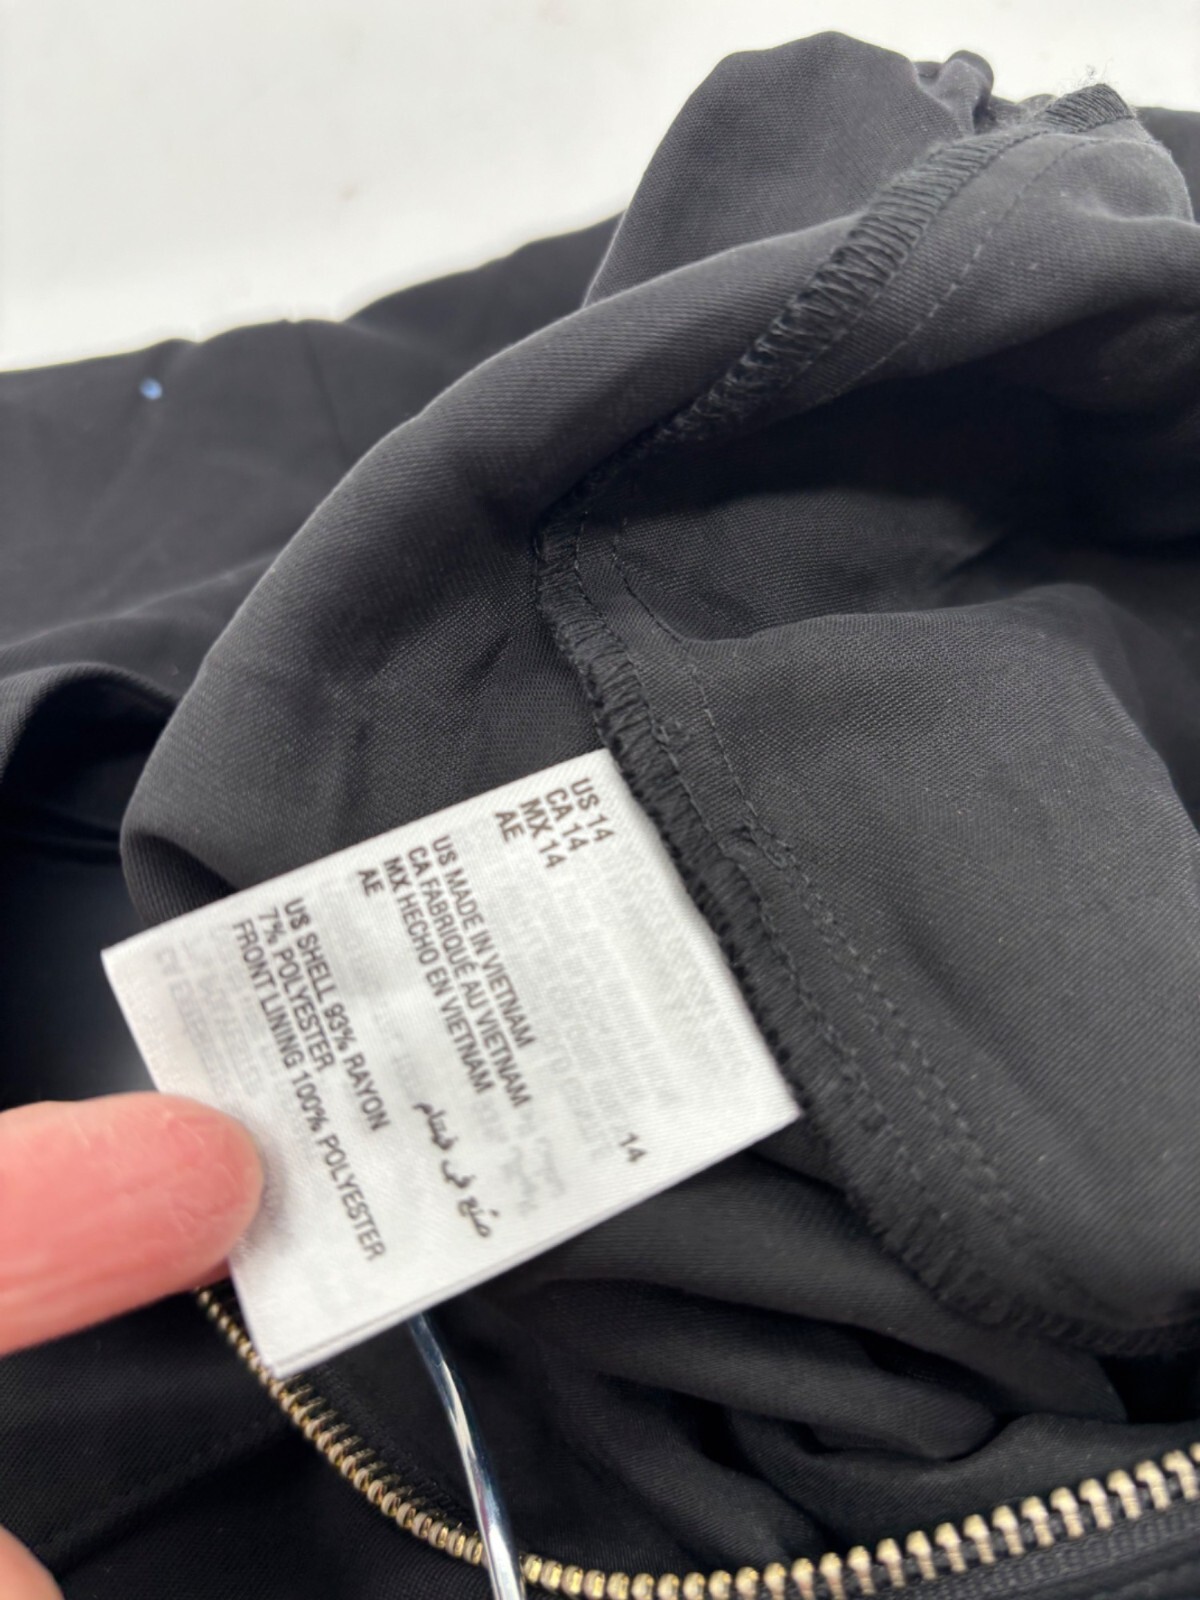 US 14
CA 14
MX 14
AE 14
US MADE IN VIETNAM
CA FABRIQUÉ AU VIETNAM
MX HECHO EN VIETNAM
AE صُنع في فيتنام
US SHELL 93% RAYON
7% POLYESTER
FRONT LINING 100% POLYESTER